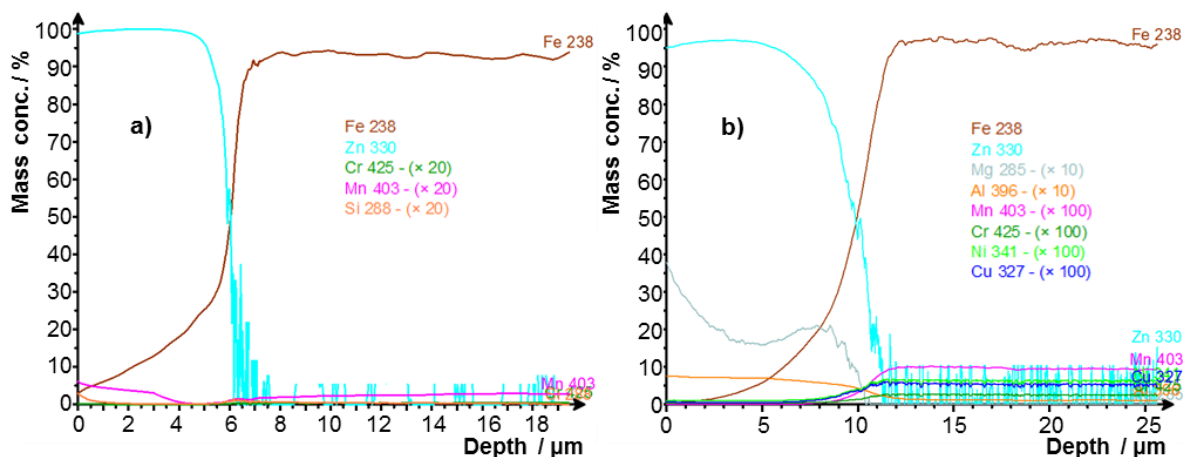 Mass conc. / %
100
90
80
70
60
50
40
30
20
10
0
a)
Fe 238
Fe 238
Zn 330
Cr 425 - (× 20)
Mn 403 - (× 20)
Si 288 - (× 20)
Mn 403
0 2 4 6 8 10 12 14 16 18
Depth / µm
Mass conc. / %
100
90
80
70
60
50
40
30
20
10
0
b)
Fe 238
Fe 238
Zn 330
Mg 285 - (× 10)
Al 396 - (× 10)
Mn 403 - (× 100)
Cr 425 - (× 100)
Ni 341 - (× 100)
Cu 327 - (× 100)
Zn 330
Mn 403
Cu 327
0 5 10 15 20 25
Depth / µm